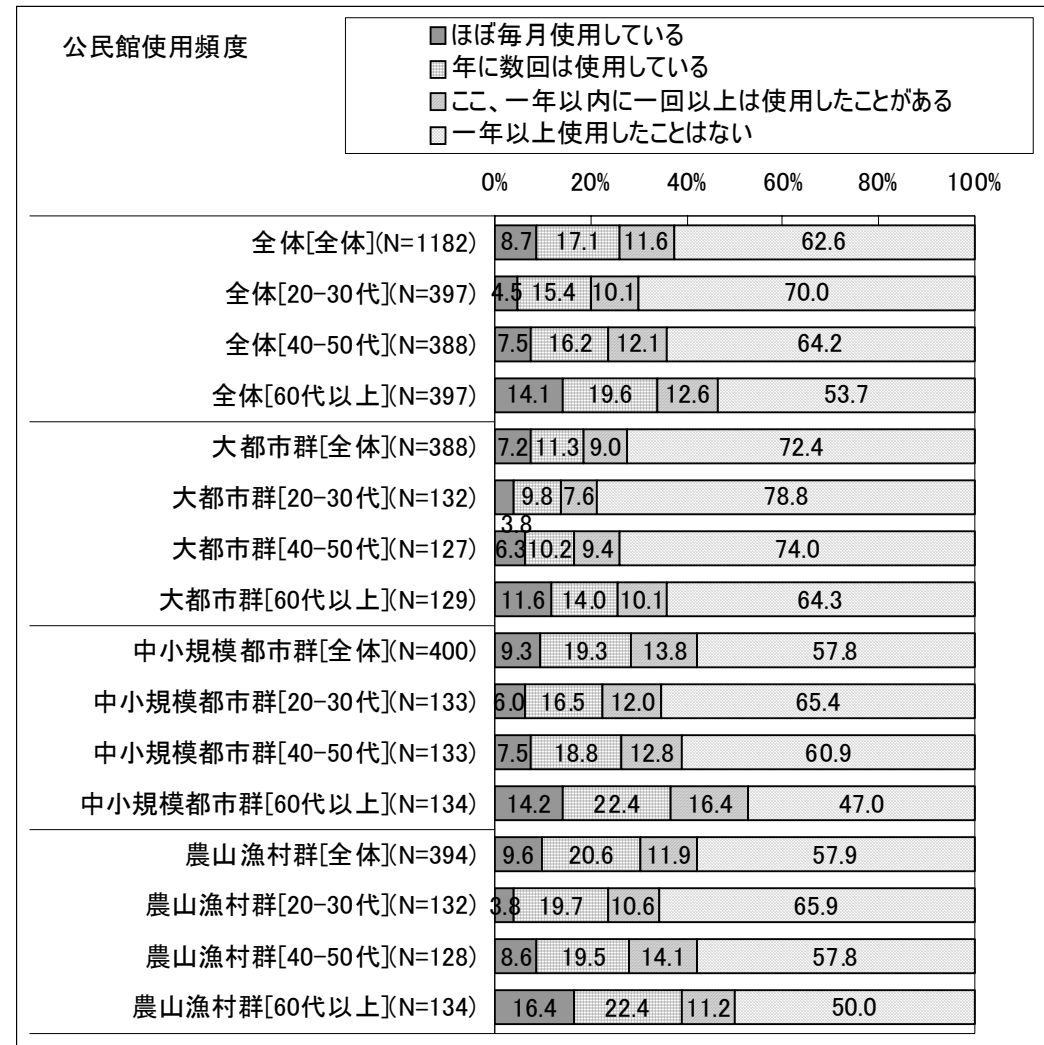 公民館使用頻度
ほぼ毎月使用している
年に数回は使用している
ここ、一年以内に一回以上は使用したことがある
一年以上使用したことはない
0% 20% 40% 60% 80% 100%
全体[全体](N=1182) 8.7 17.1 11.6 62.6
全体[20-30代](N=397) 4.5 15.4 10.1 70.0
全体[40-50代](N=388) 7.5 16.2 12.1 64.2
全体[60代以上](N=397) 14.1 19.6 12.6 53.7
大都市群[全体](N=388) 7.2 11.3 9.0 72.4
大都市群[20-30代](N=132) 3.8 9.8 7.6 78.8
大都市群[40-50代](N=127) 6.3 10.2 9.4 74.0
大都市群[60代以上](N=129) 11.6 14.0 10.1 64.3
中小規模都市群[全体](N=400) 9.3 19.3 13.8 57.8
中小規模都市群[20-30代](N=133) 6.0 16.5 12.0 65.4
中小規模都市群[40-50代](N=133) 7.5 18.8 12.8 60.9
中小規模都市群[60代以上](N=134) 14.2 22.4 16.4 47.0
農山漁村群[全体](N=394) 9.6 20.6 11.9 57.9
農山漁村群[20-30代](N=132) 3.8 19.7 10.6 65.9
農山漁村群[40-50代](N=128) 8.6 19.5 14.1 57.8
農山漁村群[60代以上](N=134) 16.4 22.4 11.2 50.0